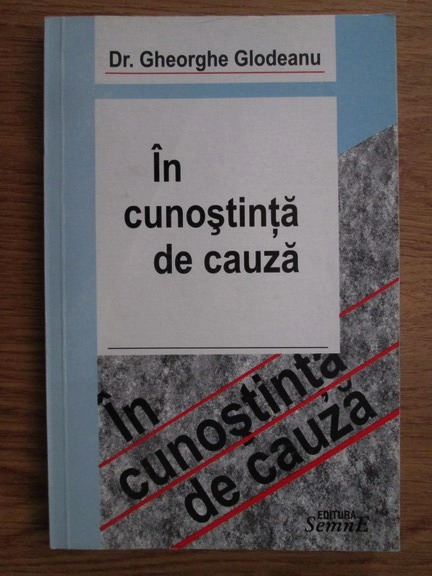 Dr. Gheorghe Glodeanu
În
cunoştinţă
de cauză
În
cunoştinţă
de cauză
EDITURA
SemnE